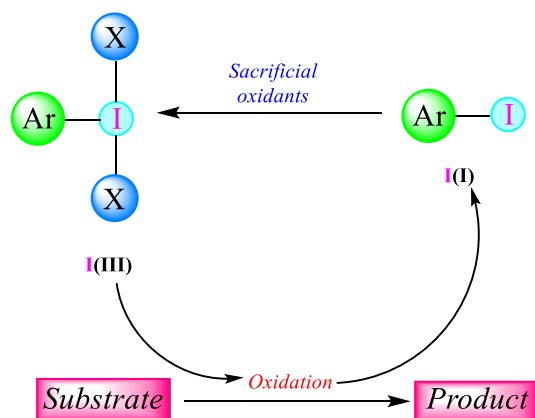 X
Sacrificial
oxidants
Ar
I
Ar
I
X
I(I)
I(III)
Oxidation
Substrate
Product